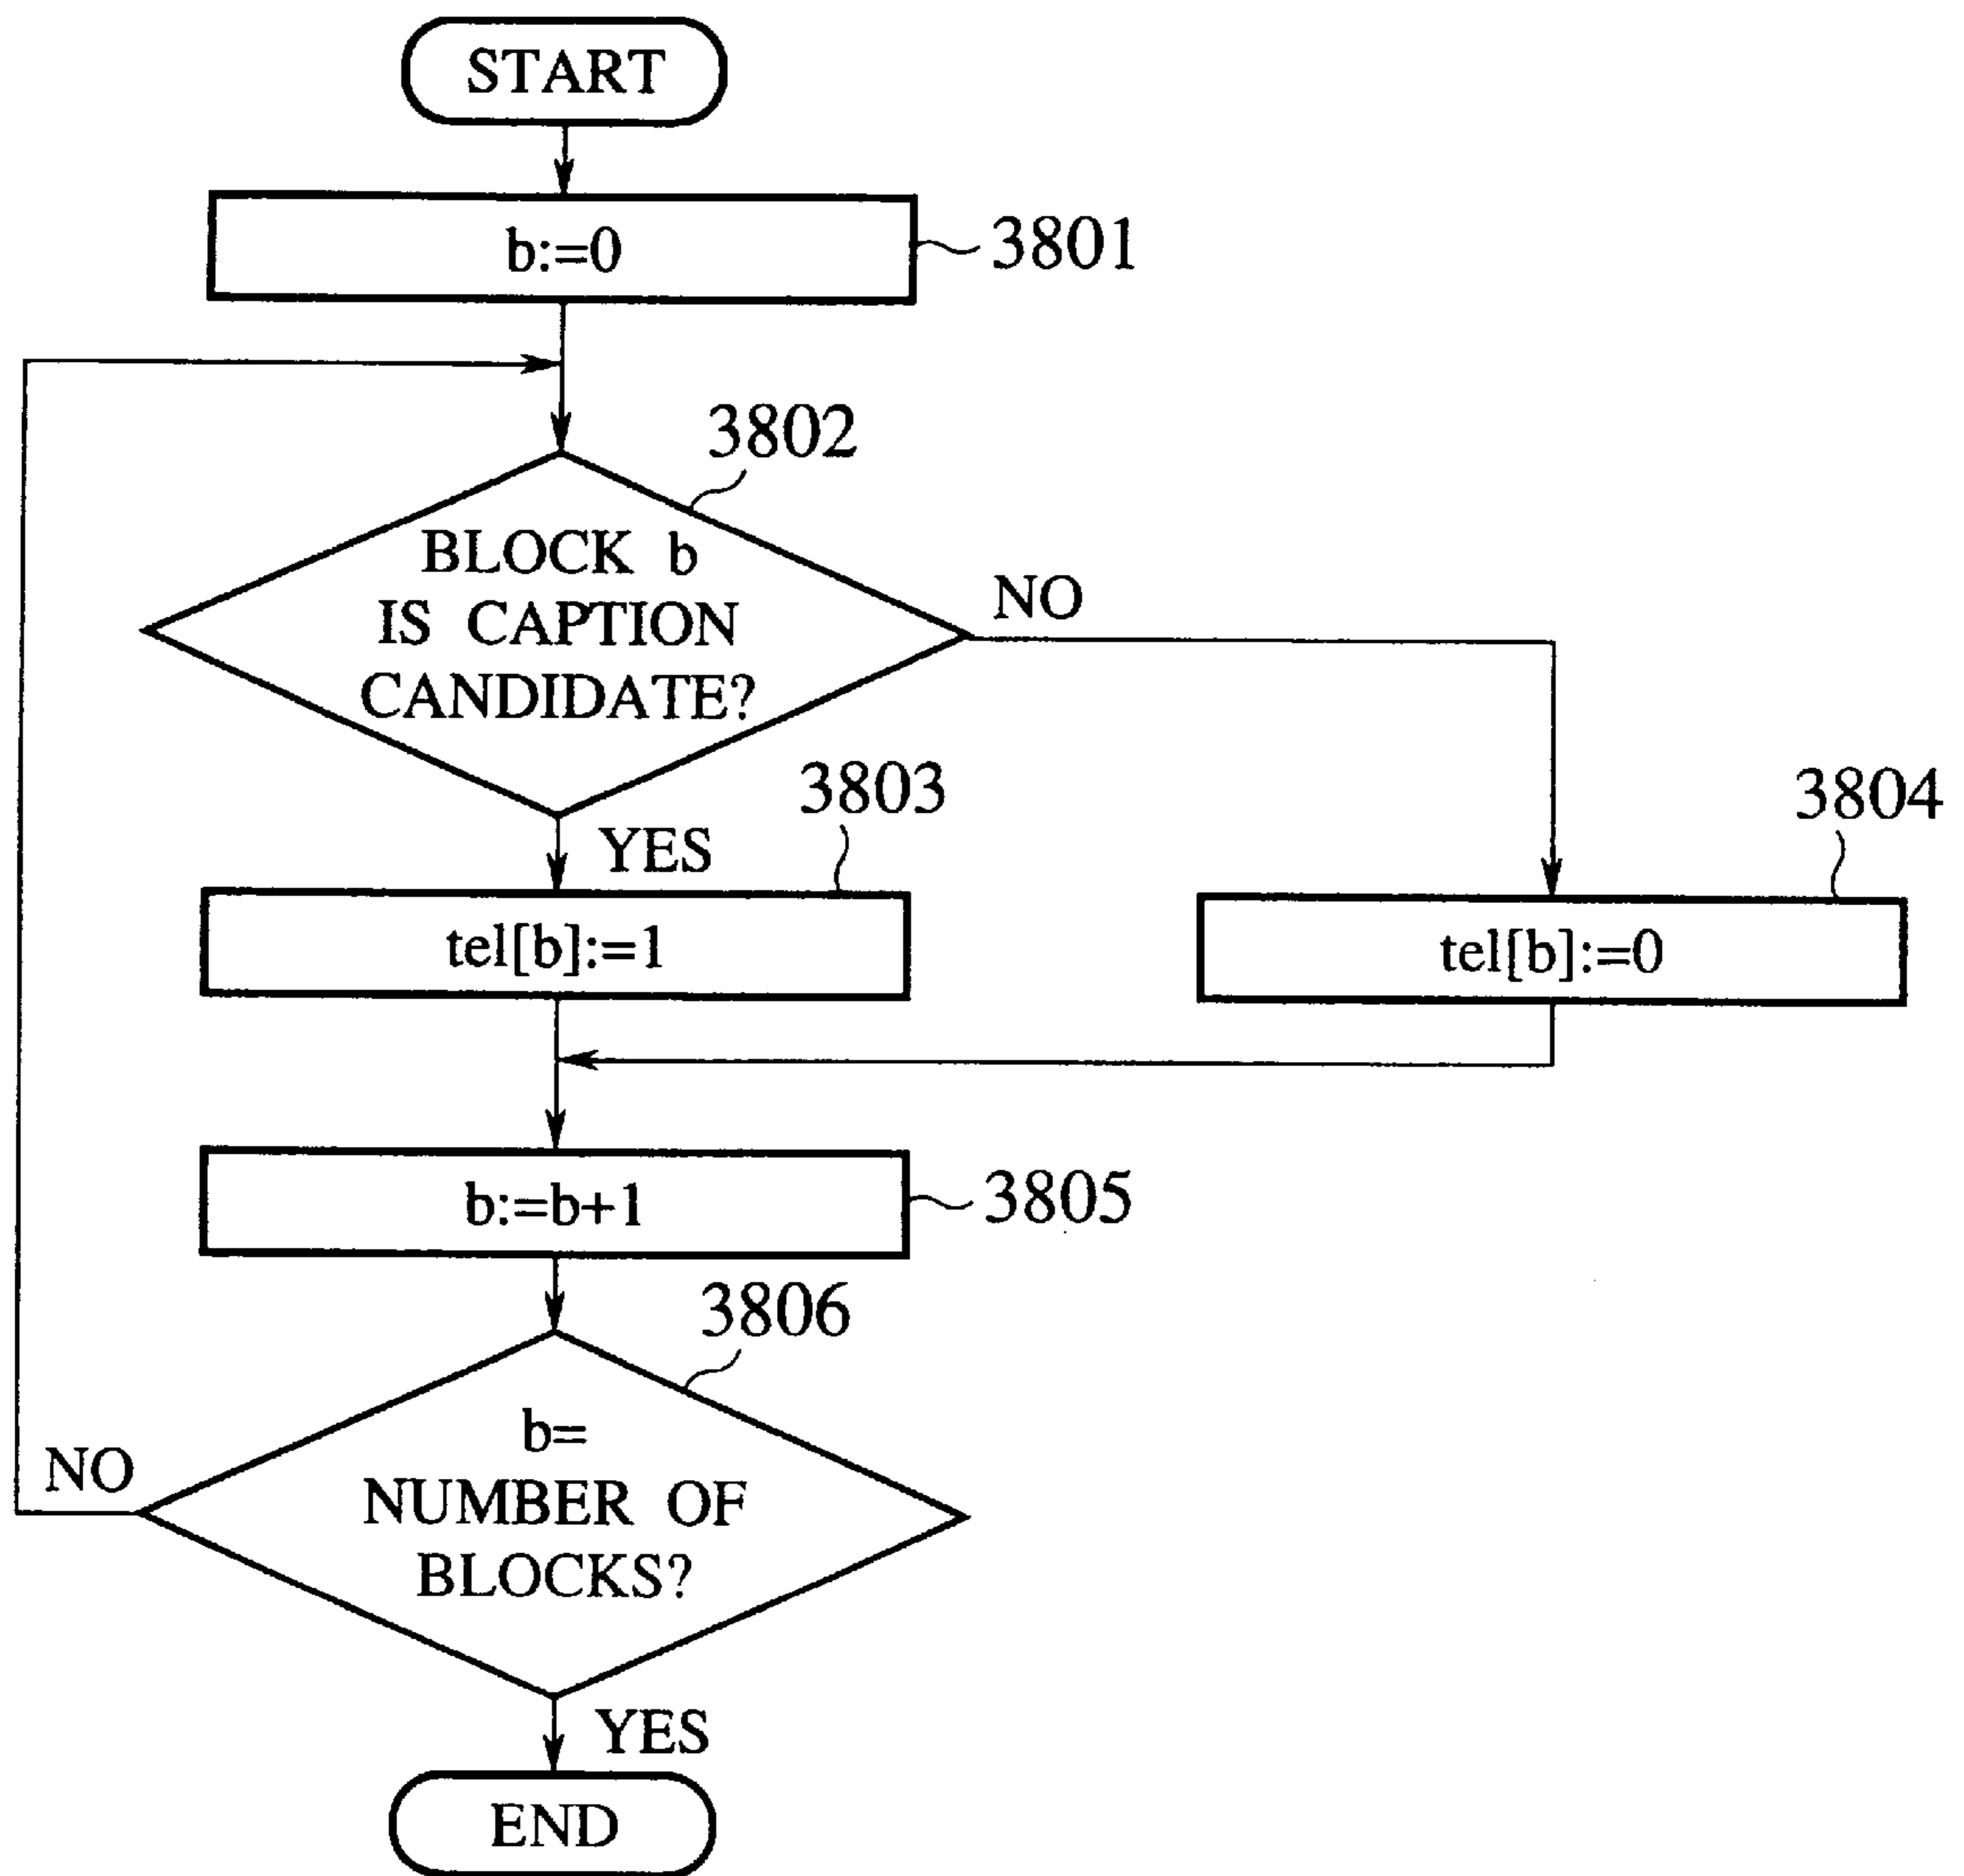 START
b:=0
3801
3802
BLOCK b
IS CAPTION
CANDIDATE?
NO
YES
3803
tel[b]:=1
3804
tel[b]:=0
b:=b+1
3805
3806
b=
NUMBER OF
BLOCKS?
NO
YES
END